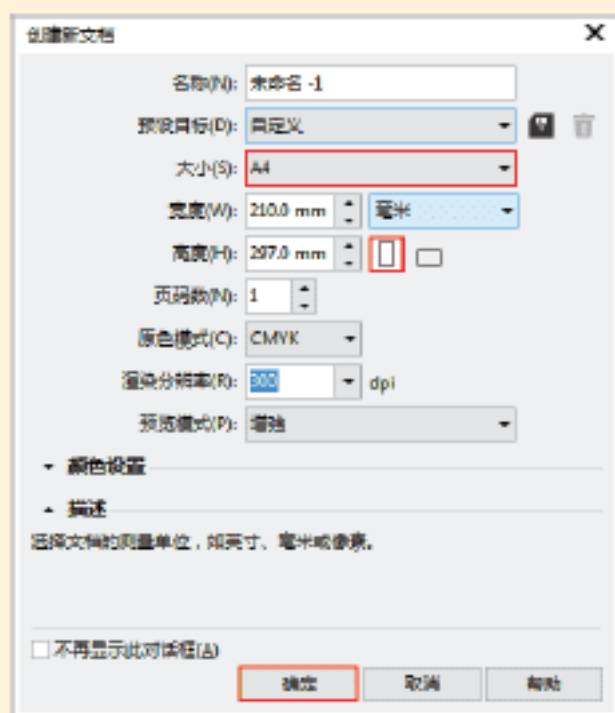 创建新文档
名称(N): 未命名 -1
预设目标(D): 自定义
大小(S): A4
宽度(W): 210.0 mm 毫米
高度(H): 297.0 mm
页码数(N): 1
原色模式(C): CMYK
渲染分辨率(R): 300 dpi
预览模式(P): 增强
颜色设置
描述
选择文档的测量单位，如英寸、毫米或像素。
不再显示此对话框(A)
确定 取消 帮助